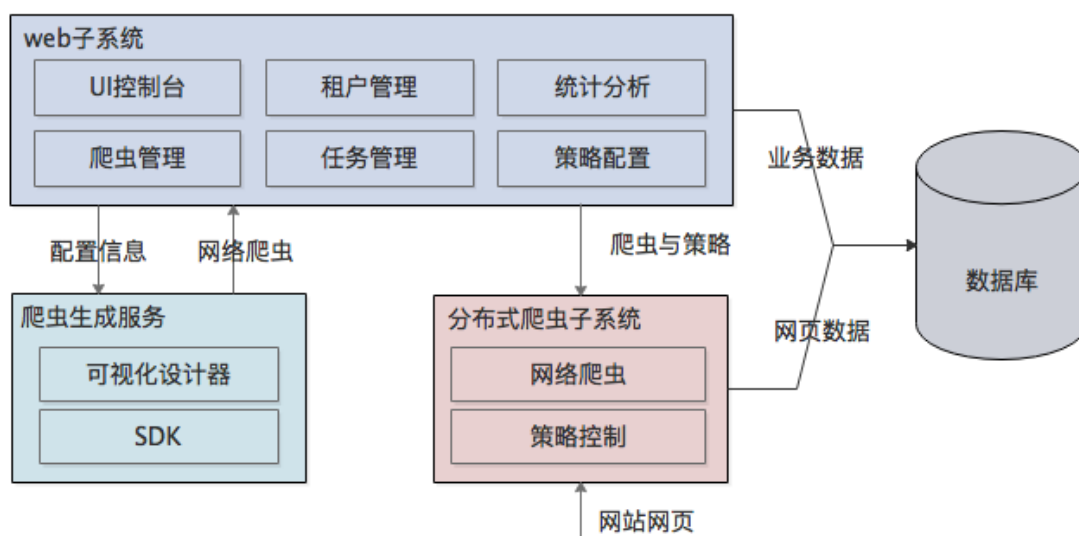 web子系统
UI控制台
租户管理
统计分析
爬虫管理
任务管理
策略配置
业务数据
配置信息
网络爬虫
爬虫与策略
数据库
爬虫生成服务
分布式爬虫子系统
网页数据
可视化设计器
网络爬虫
SDK
策略控制
网站网页